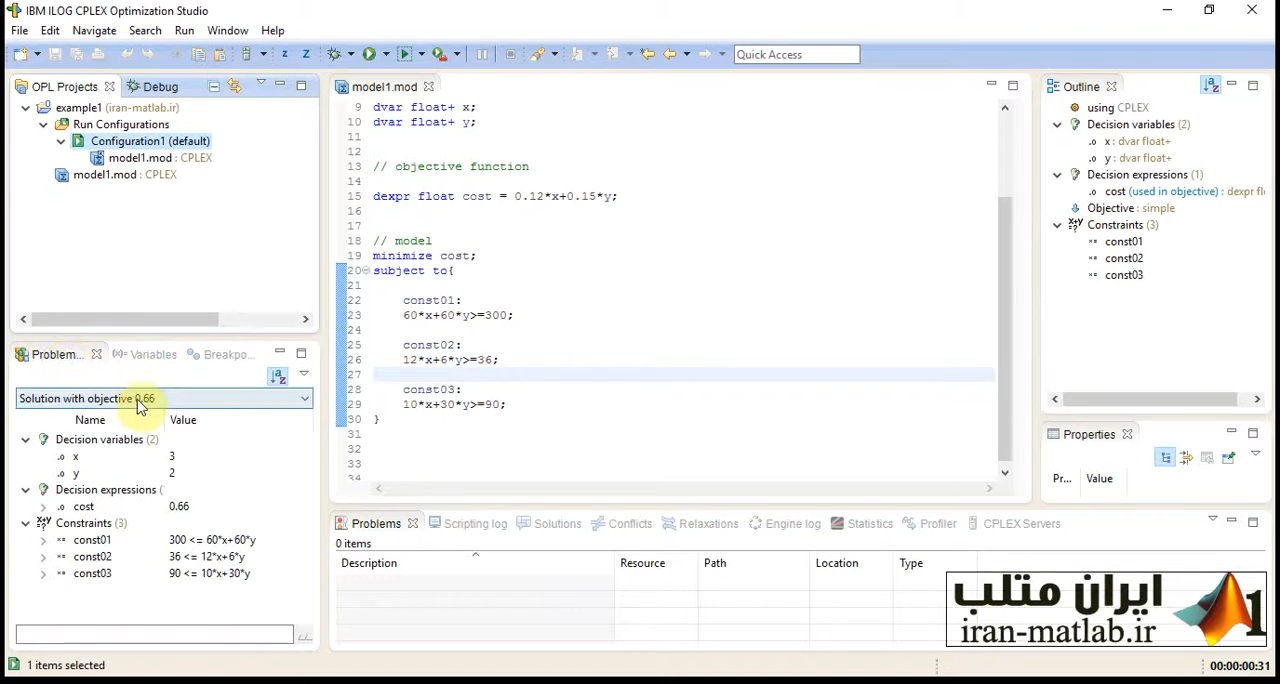 IBM ILOG CPLEX Optimization Studio
File Edit Navigate Search Run Window Help
Quick Access
OPL Projects
Debug
example1 (iran-matlab.ir)
Run Configurations
Configuration1 (default)
model1.mod : CPLEX
model1.mod : CPLEX
Problem...
Variables
Breakpo...
Solution with objective 0.66
Name Value
Decision variables (2)
x 3
y 2
Decision expressions (
cost 0.66
Constraints (3)
const01 300 <= 60*x+60*y
const02 36 <= 12*x+6*y
const03 90 <= 10*x+30*y
1 items selected
model1.mod
9 dvar float+ x;
10 dvar float+ y;
11
12
13 // objective function
14
15 dexpr float cost = 0.12*x+0.15*y;
16
17
18 // model
19 minimize cost;
20 subject to{
21
22 const01:
23 60*x+60*y>=300;
24
25 const02:
26 12*x+6*y>=36;
27
28 const03:
29 10*x+30*y>=90;
30 }
31
32
33
34
Problems Scripting log Solutions Conflicts Relaxations Engine log Statistics Profiler CPLEX Servers
0 items
Description Resource Path Location Type
Outline
using CPLEX
Decision variables (2)
x : dvar float+
y : dvar float+
Decision expressions (1)
cost (used in objective) : dexpr fl
Objective : simple
Constraints (3)
const01
const02
const03
Properties
Pr... Value
ایران متلب
iran-matlab.ir
1
00:00:00:31